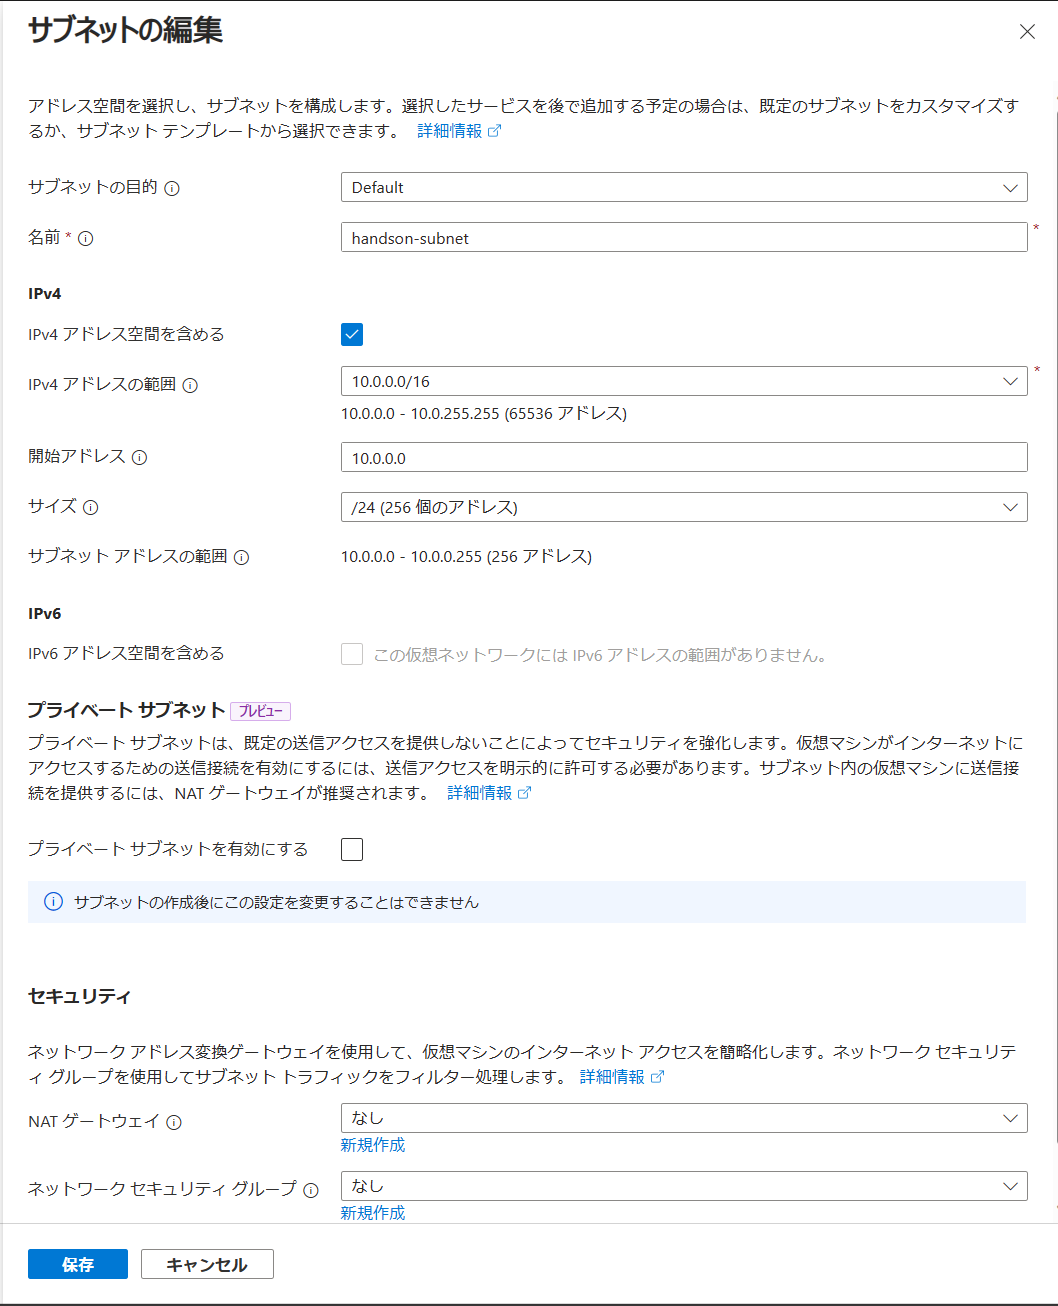 サブネットの編集
アドレス空間を選択し、サブネットを構成します。選択したサービスを後で追加する予定の場合は、既定のサブネットをカスタマイズす
るか、サブネット テンプレートから選択できます。 詳細情報
サブネットの目的
Default
名前 *
handson-subnet
*
IPv4
IPv4 アドレス空間を含める
IPv4 アドレスの範囲
10.0.0.0/16
*
10.0.0.0 - 10.0.255.255 (65536 アドレス)
開始アドレス
10.0.0.0
サイズ
/24 (256 個のアドレス)
サブネット アドレスの範囲
10.0.0.0 - 10.0.0.255 (256 アドレス)
IPv6
IPv6 アドレス空間を含める
この仮想ネットワークには IPv6 アドレスの範囲がありません。
プライベート サブネット プレビュー
プライベート サブネットは、既定の送信アクセスを提供しないことによってセキュリティを強化します。仮想マシンがインターネットに
アクセスするための送信接続を有効にするには、送信アクセスを明示的に許可する必要があります。サブネット内の仮想マシンに送信接
続を提供するには、NAT ゲートウェイが推奨されます。 詳細情報
プライベート サブネットを有効にする
サブネットの作成後にこの設定を変更することはできません
セキュリティ
ネットワーク アドレス変換ゲートウェイを使用して、仮想マシンのインターネット アクセスを簡略化します。ネットワーク セキュリテ
ィ グループを使用してサブネット トラフィックをフィルター処理します。 詳細情報
NAT ゲートウェイ
なし
新規作成
ネットワーク セキュリティ グループ
なし
新規作成
保存
キャンセル